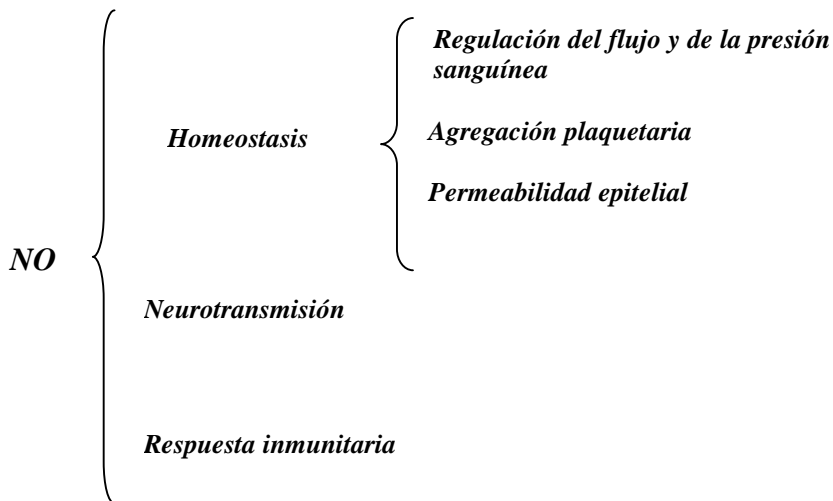 NO
Homeostasis
Regulación del flujo y de la presión
sanguínea
Agregación plaquetaria
Permeabilidad epitelial
Neurotransmisión
Respuesta inmunitaria